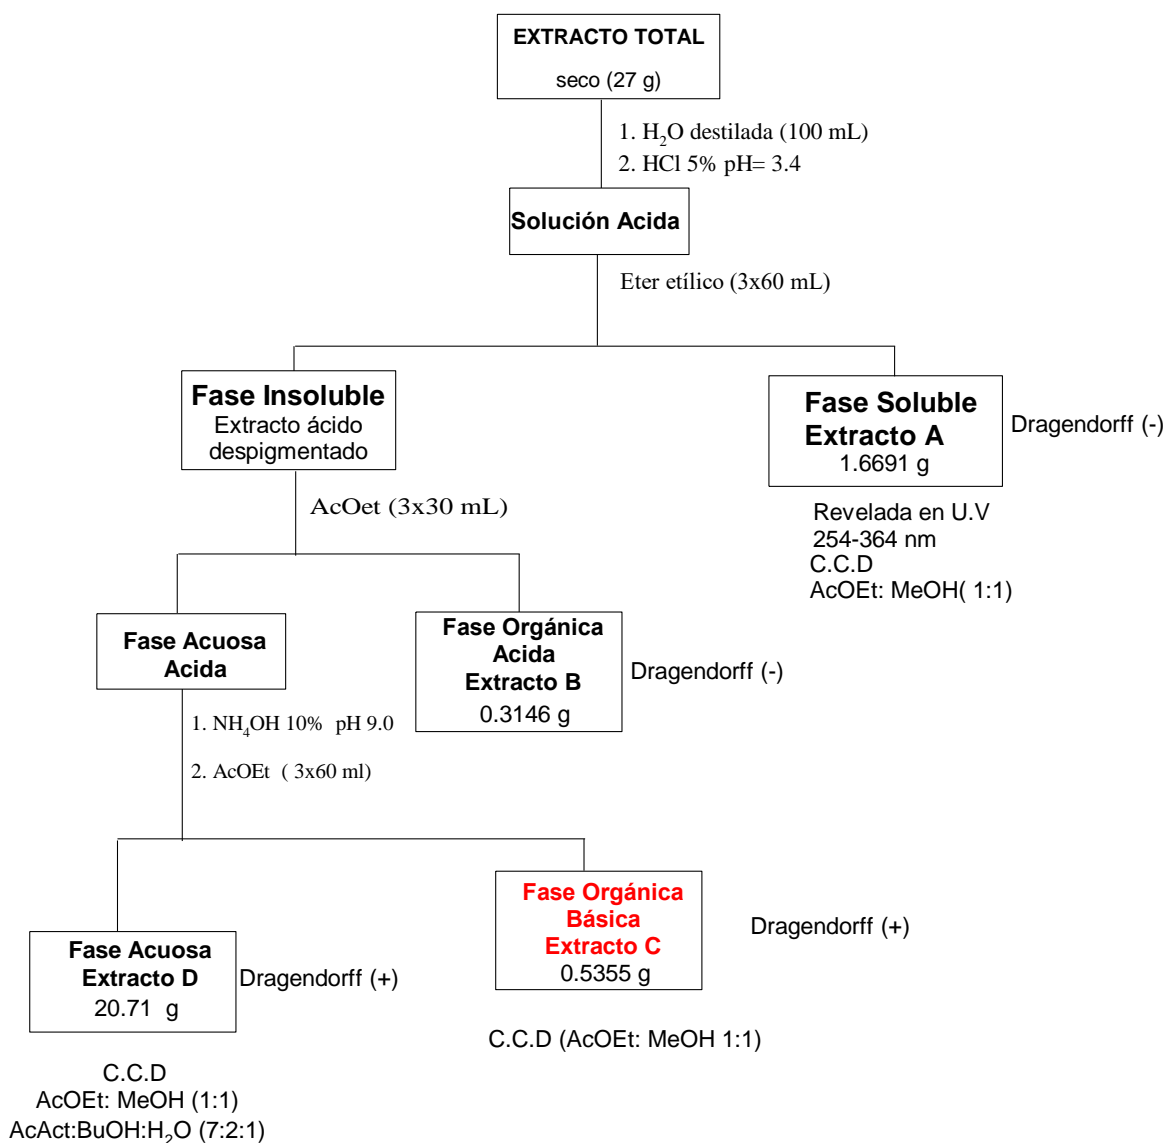 EXTRACTO TOTAL
seco (27 g)
1. H2O destilada (100 mL)
2. HCl 5% pH= 3.4
Solución Acida
Eter etílico (3x60 mL)
Fase Insoluble
Extracto ácido
despigmentado
Fase Soluble
Extracto A
1.6691 g
Dragendorff (-)
AcOet (3x30 mL)
Revelada en U.V
254-364 nm
C.C.D
AcOEt: MeOH( 1:1)
Fase Acuosa
Acida
Fase Orgánica
Acida
Extracto B
0.3146 g
Dragendorff (-)
1. NH4OH 10%  pH 9.0
2. AcOEt  ( 3x60 ml)
Fase Orgánica
Básica
Extracto C
0.5355 g
Dragendorff (+)
Fase Acuosa
Extracto D
20.71  g
Dragendorff (+)
C.C.D (AcOEt: MeOH 1:1)
C.C.D
AcOEt: MeOH (1:1)
AcAct:BuOH:H2O (7:2:1)